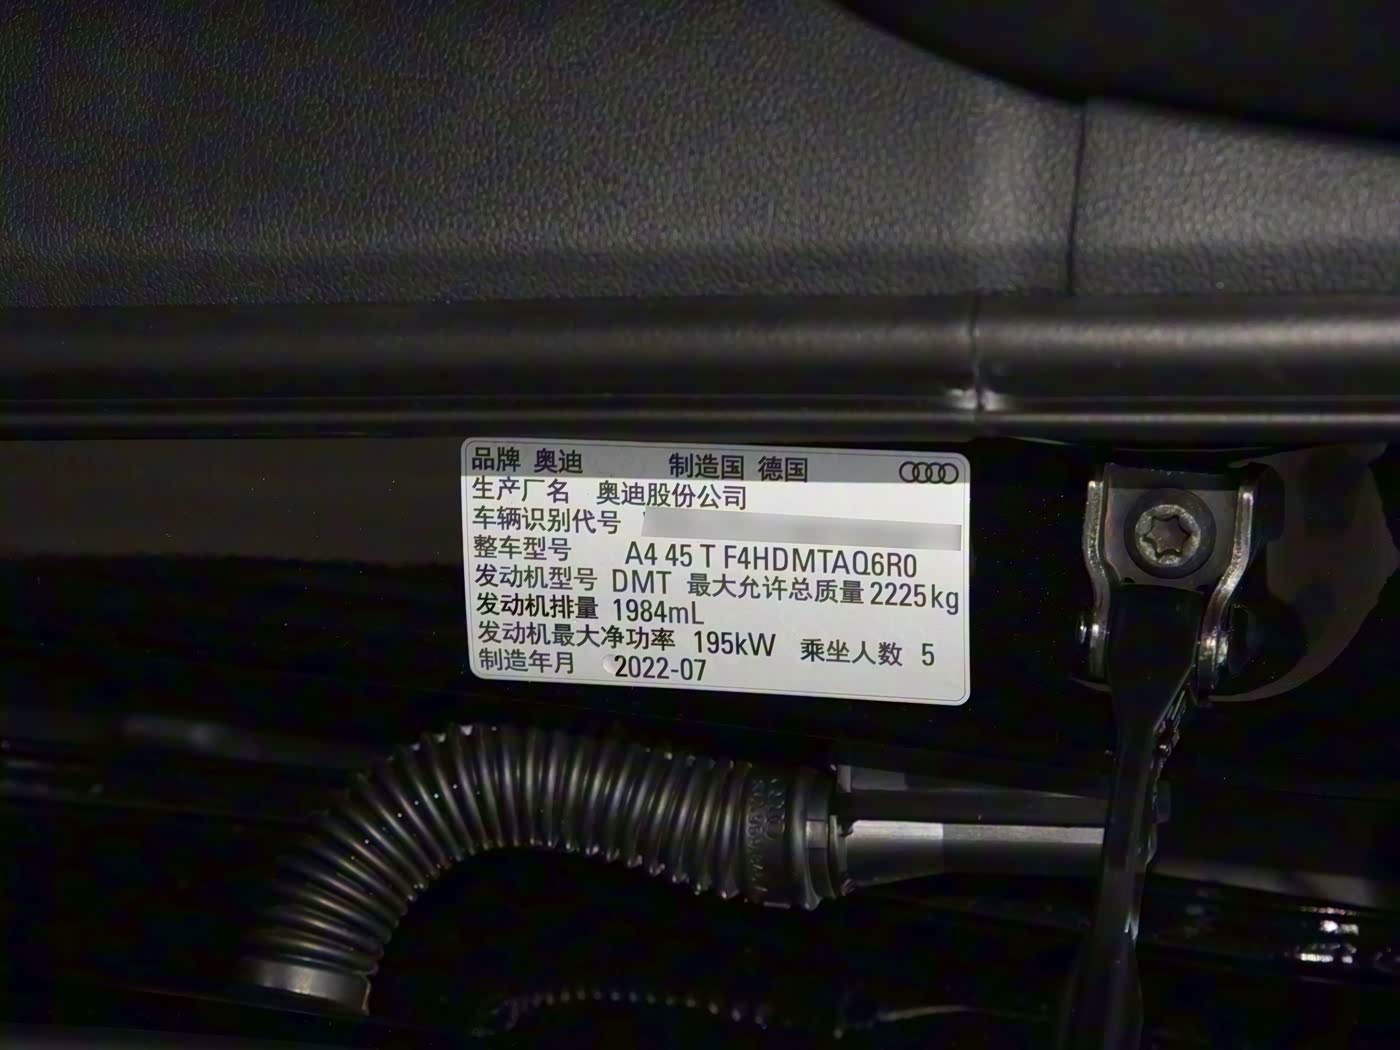 品牌 奥迪 制造国 德国
生产厂名 奥迪股份公司
车辆识别代号
整车型号 A4 45 T F4HDMTAQ6R0
发动机型号 DMT 最大允许总质量 2225kg
发动机排量 1984mL
发动机最大净功率 195kW 乘坐人数 5
制造年月 2022-07